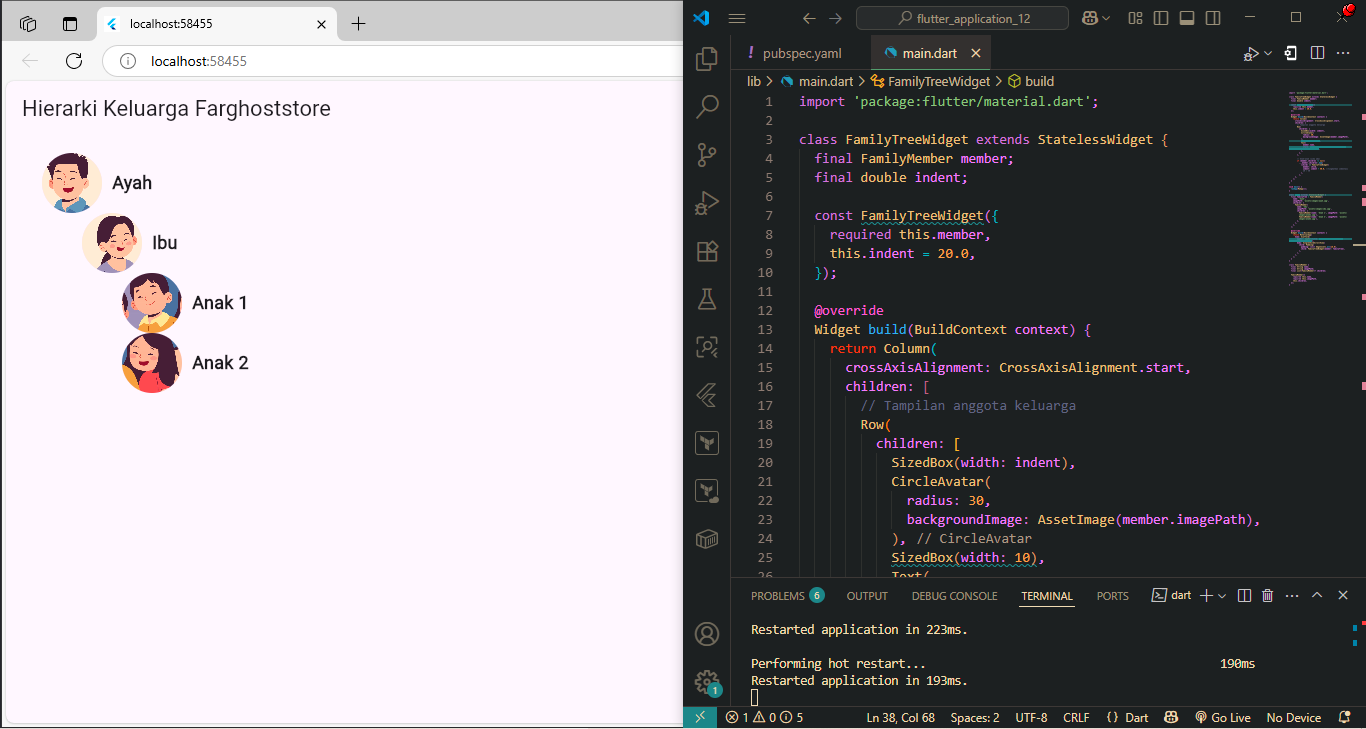 localhost:58455
localhost:58455
Hierarki Keluarga Farghoststore
Ayah
Ibu
Anak 1
Anak 2
flutter_application_12
! pubspec.yaml
main.dart
lib > main.dart > FamilyTreeWidget > build
1 import 'package:flutter/material.dart';
2
3 class FamilyTreeWidget extends StatelessWidget {
4 final FamilyMember member;
5 final double indent;
6
7 const FamilyTreeWidget({
8 required this.member,
9 this.indent = 20.0,
10 });
11
12 @override
13 Widget build(BuildContext context) {
14 return Column(
15 crossAxisAlignment: CrossAxisAlignment.start,
16 children: [
17 // Tampilan anggota keluarga
18 Row(
19 children: [
20 SizedBox(width: indent),
21 CircleAvatar(
22 radius: 30,
23 backgroundImage: AssetImage(member.imagePath),
24 ), // CircleAvatar
25 SizedBox(width: 10),
26 Text(
PROBLEMS 6 OUTPUT DEBUG CONSOLE TERMINAL PORTS dart
Restarted application in 223ms.
Performing hot restart... 190ms
Restarted application in 193ms.
1
1 0 5 Ln 38, Col 68 Spaces: 2 UTF-8 CRLF {} Dart Go Live No Device